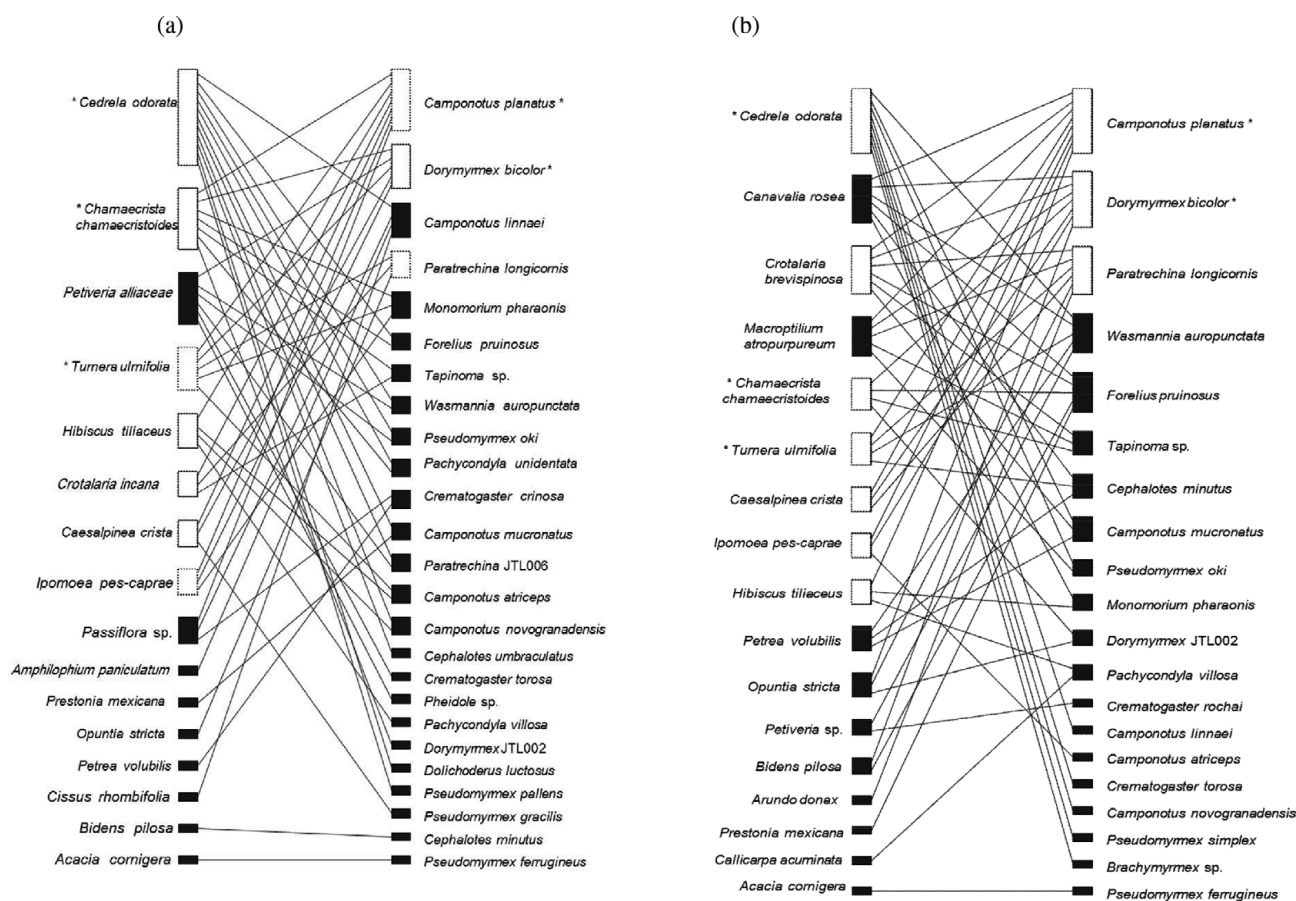 (a)
* Cedrela odorata
* Chamaecrista
chamaecristoides
Petiveria alliaceae
* Turnera ulmifolia
Hibiscus tiliaceus
Crotalaria incana
Caesalpinea crista
Ipomoea pes-caprae
Passiflora sp.
Amphilophium paniculatum
Prestonia mexicana
Opuntia stricta
Petrea volubilis
Cissus rhombifolia
Bidens pilosa
Acacia cornigera
Camponotus planatus *
Dorymyrmex bicolor *
Camponotus linnaei
Paratrechina longicornis
Monomorium pharaonis
Forelius pruinosus
Tapinoma sp.
Wasmannia auropunctata
Pseudomyrmex oki
Pachycondyla unidentata
Crematogaster crinosa
Camponotus mucronatus
Paratrechina JTL006
Camponotus atriceps
Camponotus novogranadensis
Cephalotes umbraculatus
Crematogaster torosa
Pheidole sp.
Pachycondyla villosa
Dorymyrmex JTL002
Dolichoderus luctosus
Pseudomyrmex pallens
Pseudomyrmex gracilis
Cephalotes minutus
Pseudomyrmex ferrugineus
(b)
* Cedrela odorata
Canavalia rosea
Crotalaria
brevispinosa
Macroptilium
atropurpureum
* Chamaecrista
chamaecristoides
* Turnera ulmifolia
Caesalpinea crista
Ipomoea pes-caprae
Hibiscus tiliaceus
Petrea volubilis
Opuntia stricta
Petiveria sp.
Bidens pilosa
Arundo donax
Prestonia mexicana
Callicarpa acuminata
Acacia cornigera
Camponotus planatus *
Dorymyrmex bicolor *
Paratrechina longicornis
Wasmannia auropunctata
Forelius pruinosus
Tapinoma sp.
Cephalotes minutus
Camponotus mucronatus
Pseudomyrmex oki
Monomorium pharaonis
Dorymyrmex JTL002
Pachycondyla villosa
Crematogaster rochai
Camponotus linnaei
Camponotus atriceps
Crematogaster torosa
Camponotus novogranadensis
Pseudomyrmex simplex
Brachymyrmex sp.
Pseudomyrmex ferrugineus